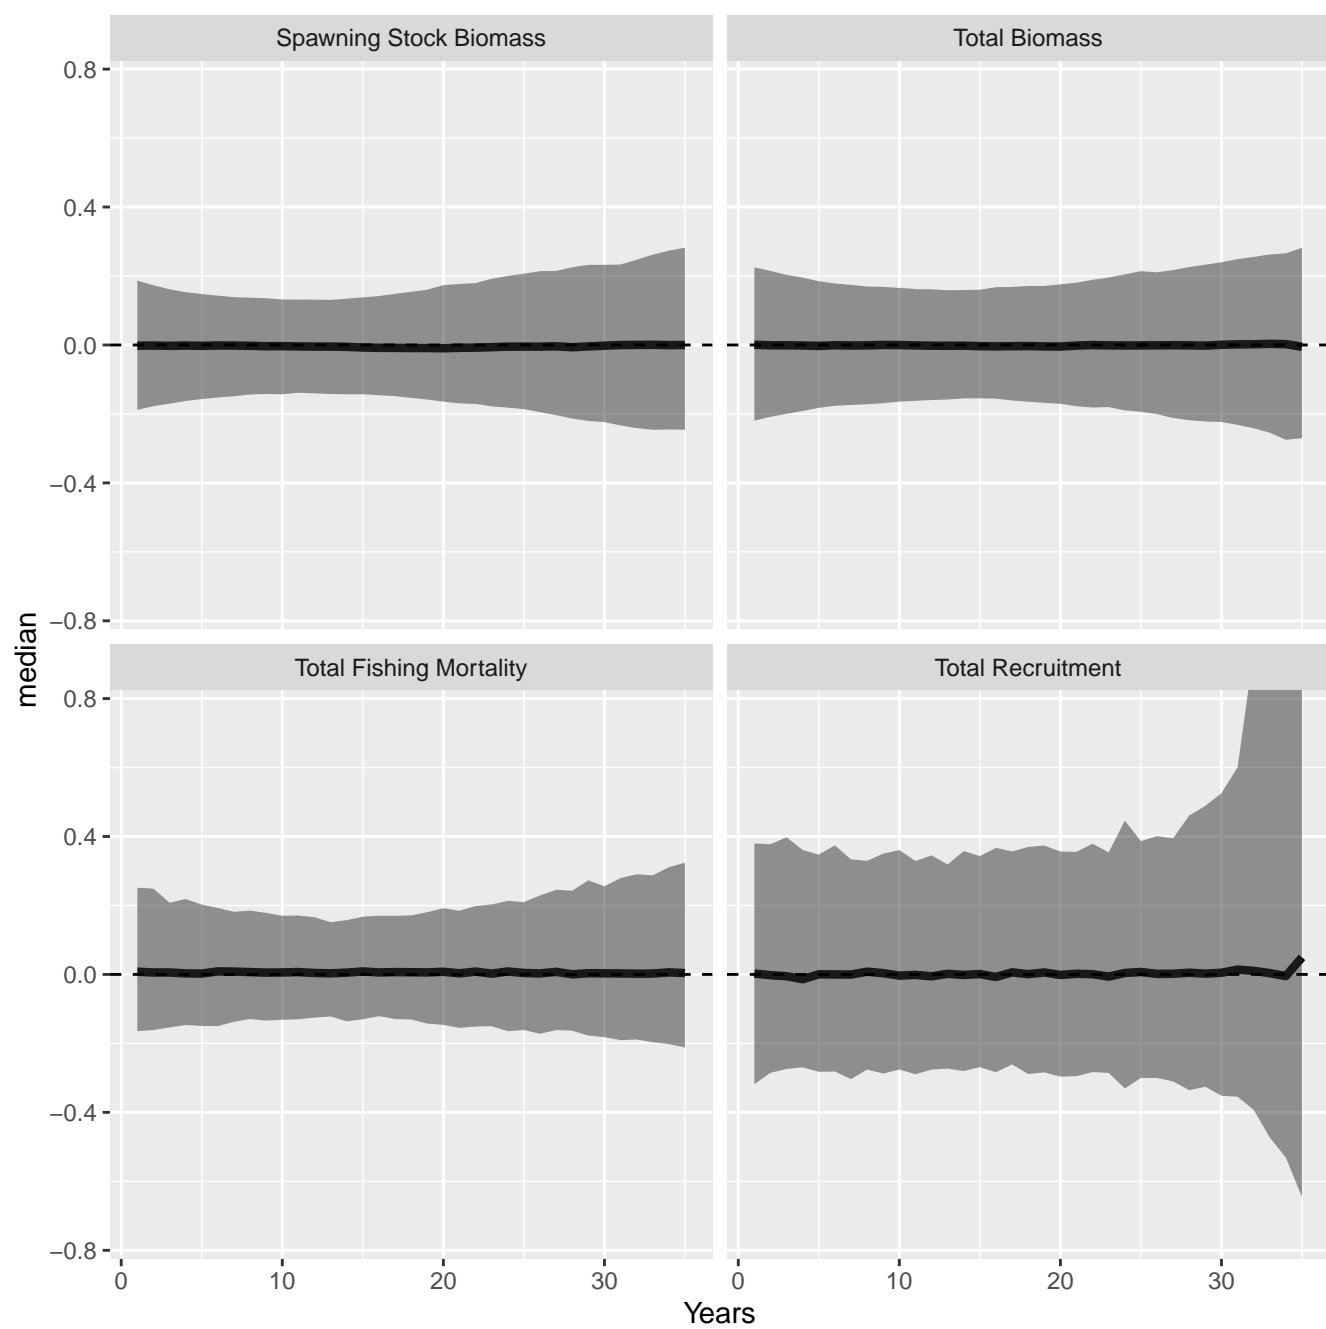 Spawning Stock Biomass
Total Biomass
0.8
0.4
0.0
−0.4
−0.8
median
Total Fishing Mortality
Total Recruitment
0.8
0.4
0.0
−0.4
−0.8
0 10 20 30
0 10 20 30
Years